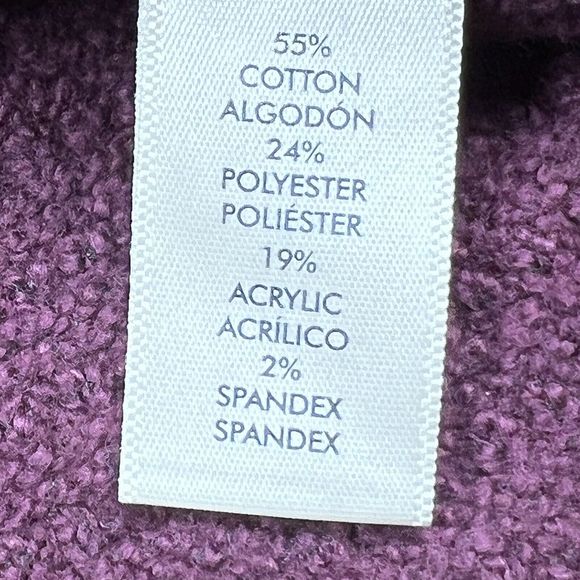 55%
COTTON
ALGODÓN
24%
POLYESTER
POLIÉSTER
19%
ACRYLIC
ACRÍLICO
2%
SPANDEX
SPANDEX